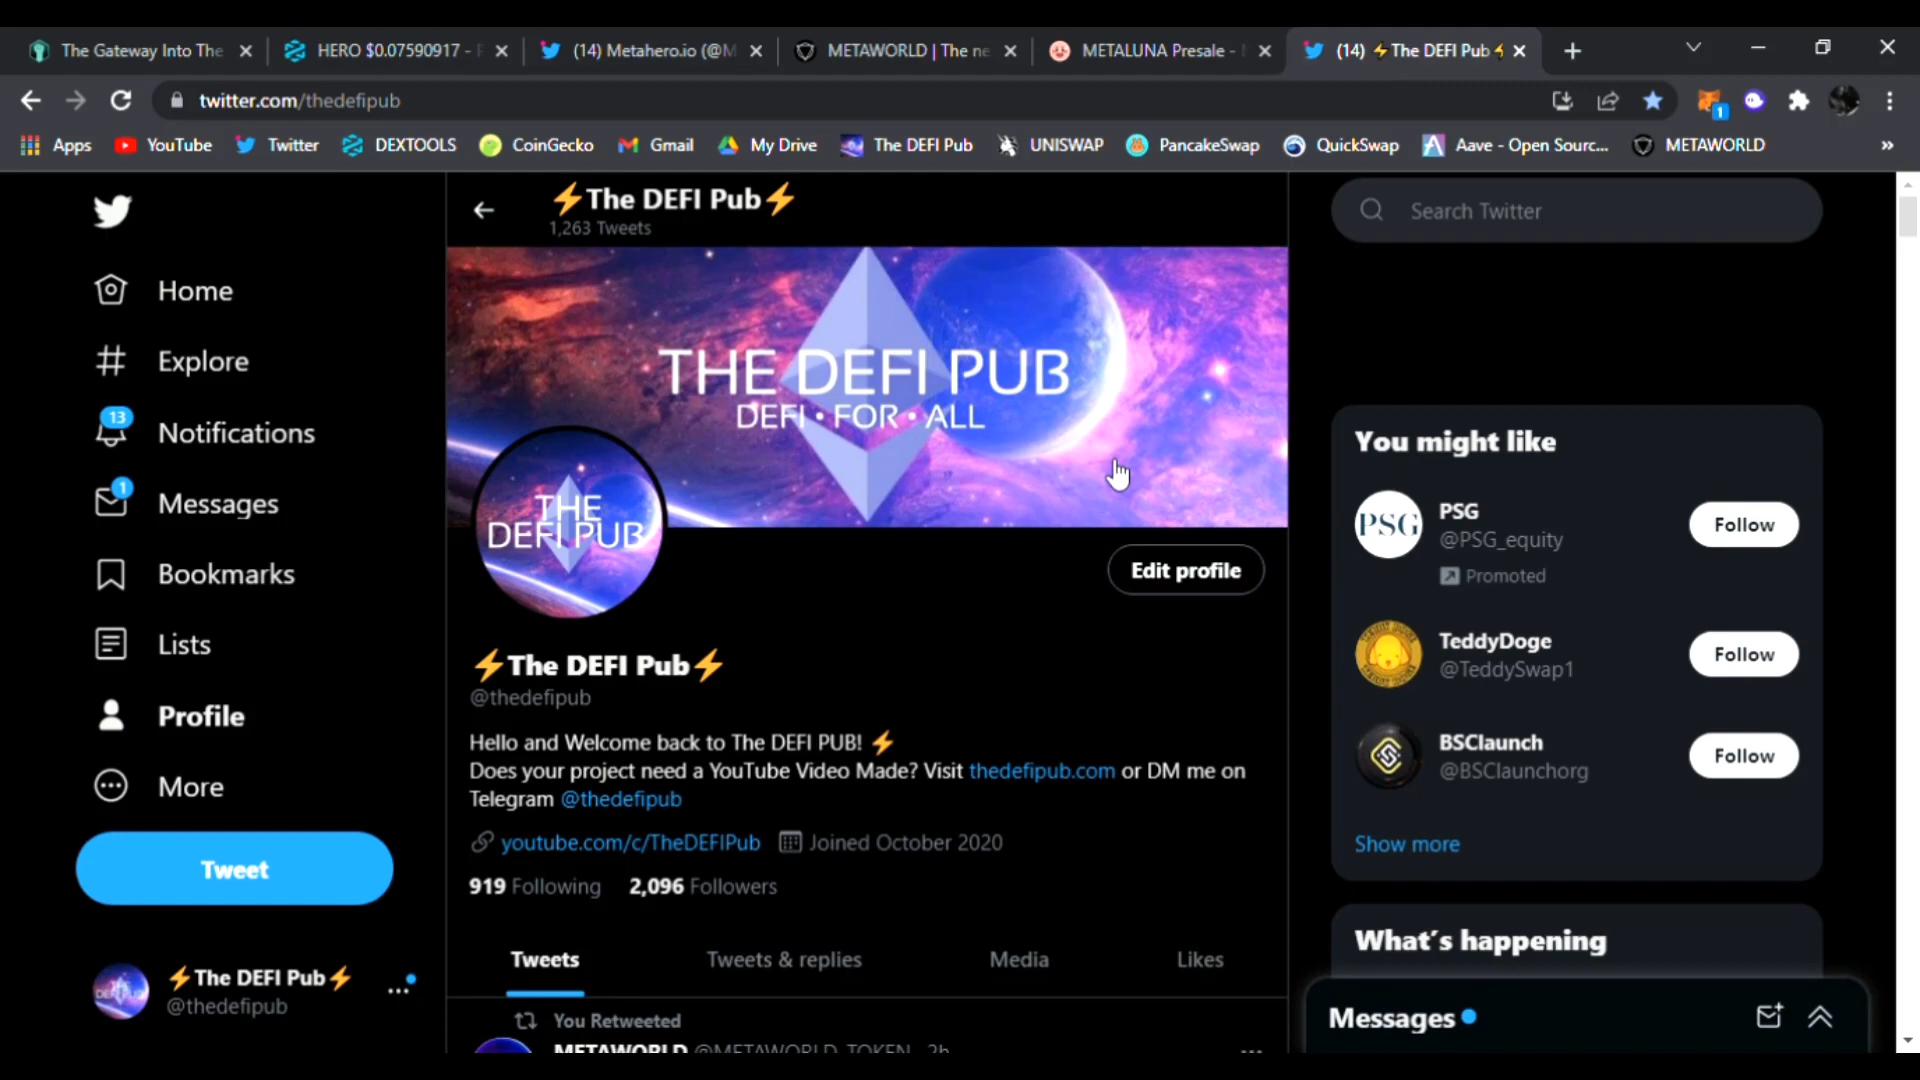 The Gateway Into The
HERO $0.07590917 -
(14) Metahero.io (@M
METAWORLD | The ne
METALUNA Presale -
(14) ⚡The DEFI Pub⚡
twitter.com/thedefipub
1
Apps
YouTube
Twitter
DEXTOOLS
CoinGecko
Gmail
My Drive
The DEFI Pub
UNISWAP
PancakeSwap
QuickSwap
Aave - Open Sourc...
METAWORLD
»
Home
Explore
13
Notifications
1
Messages
Bookmarks
Lists
Profile
More
Tweet
⚡The DEFI Pub⚡
@thedefipub
⚡The DEFI Pub⚡
1,263 Tweets
THE DEFI PUB
DEFI • FOR • ALL
THE
DEFI PUB
Edit profile
⚡The DEFI Pub⚡
@thedefipub
Hello and Welcome back to The DEFI PUB! ⚡
Does your project need a YouTube Video Made? Visit thedefipub.com or DM me on
Telegram @thedefipub
youtube.com/c/TheDEFIPub Joined October 2020
919 Following 2,096 Followers
Tweets
Tweets & replies
Media
Likes
You Retweeted
METAWORLD @METAWORLD_TOKEN · 2h
Search Twitter
You might like
PSG
PSG
@PSG_equity
Promoted
Follow
TeddyDoge
@TeddySwap1
Follow
BSClaunch
@BSClaunchorg
Follow
Show more
What's happening
Messages